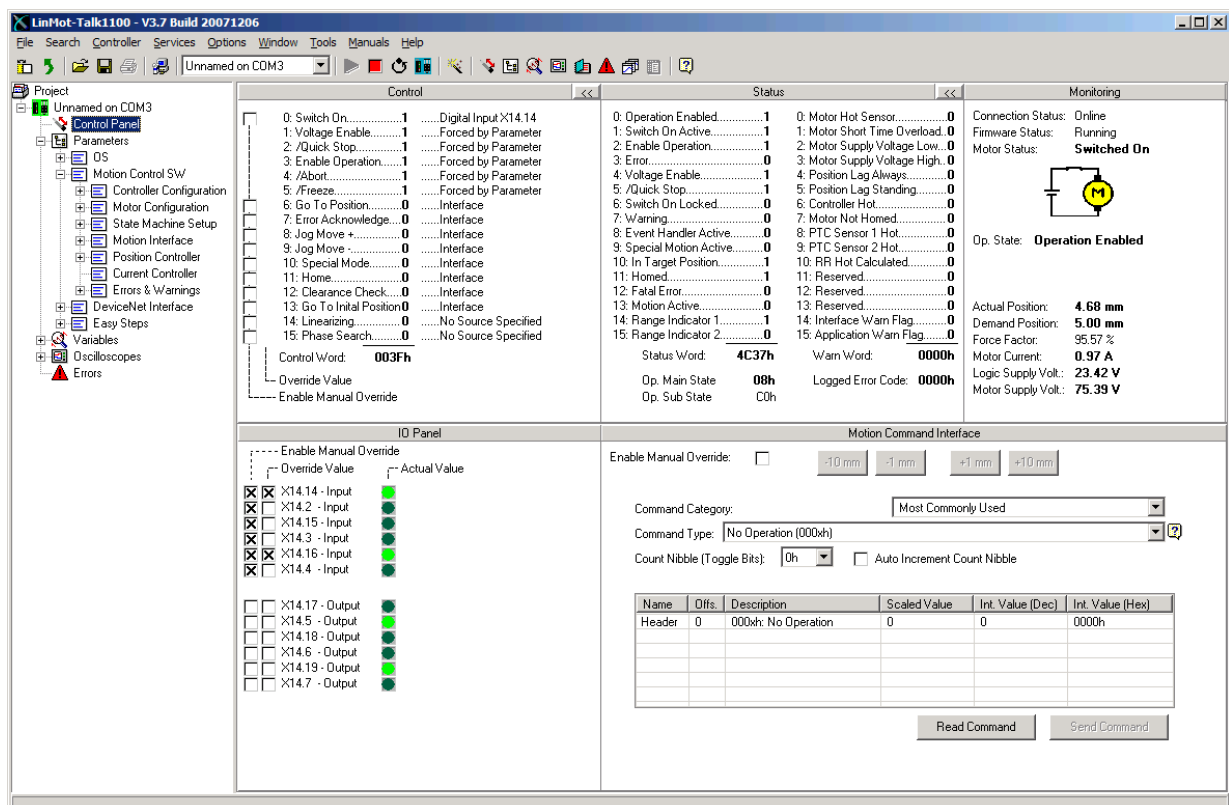 LinMot-Talk1100 - V3.7 Build 20071206
File Search Controller Services Options Window Tools Manuals Help
Unnamed on COM3
Project
Unnamed on COM3
Control Panel
Parameters
OS
Motion Control SW
Controller Configuration
Motor Configuration
State Machine Setup
Motion Interface
Position Controller
Current Controller
Errors & Warnings
DeviceNet Interface
Easy Steps
Variables
Oscilloscopes
Errors
Control <<
0: Switch On..............1 ......Digital Input X14.14
1: Voltage Enable.........1 ......Forced by Parameter
2: /Quick Stop............1 ......Forced by Parameter
3: Enable Operation.......1 ......Forced by Parameter
4: /Abort.................1 ......Forced by Parameter
5: /Freeze................1 ......Forced by Parameter
6: Go To Position.........0 ......Interface
7: Error Acknowledge....0 ......Interface
8: Jog Move +.............0 ......Interface
9: Jog Move -.............0 ......Interface
10: Special Mode..........0 ......Interface
11: Home..................0 ......Interface
12: Clearance Check.....0 ......Interface
13: Go To Inital Position0 ......Interface
14: Linearizing...........0 ......No Source Specified
15: Phase Search.........0 ......No Source Specified
Control Word: 003Fh
Override Value
Enable Manual Override
Status <<
0: Operation Enabled..........1
1: Switch On Active...........1
2: Enable Operation...........1
3: Error......................0
4: Voltage Enable.............1
5: /Quick Stop................1
6: Switch On Locked...........0
7: Warning....................0
8: Event Handler Active.......0
9: Special Motion Active......0
10: In Target Position........1
11: Homed.....................1
12: Fatal Error...............0
13: Motion Active.............0
14: Range Indicator 1.........1
15: Range Indicator 2.........0
Status Word: 4C37h
Op. Main State 08h
Op. Sub State C0h
0: Motor Hot Sensor...........0
1: Motor Short Time Overload..0
2: Motor Supply Voltage Low...0
3: Motor Supply Voltage High..0
4: Position Lag Always........0
5: Position Lag Standing......0
6: Controller Hot.............0
7: Motor Not Homed............0
8: PTC Sensor 1 Hot...........0
9: PTC Sensor 2 Hot...........0
10: RR Hot Calculated.........0
11: Reserved..................0
12: Reserved..................0
13: Reserved..................0
14: Interface Warn Flag.......0
15: Application Warn Flag.....0
Warn Word: 0000h
Logged Error Code: 0000h
Monitoring
Connection Status: Online
Firmware Status: Running
Motor Status: Switched On
M
Op. State: Operation Enabled
Actual Position: 4.68 mm
Demand Position: 5.00 mm
Force Factor: 95.57 %
Motor Current: 0.97 A
Logic Supply Volt.: 23.42 V
Motor Supply Volt.: 75.39 V
IO Panel
Enable Manual Override
Override Value Actual Value
X14.14 - Input
X14.2 - Input
X14.15 - Input
X14.3 - Input
X14.16 - Input
X14.4 - Input
X14.17 - Output
X14.5 - Output
X14.18 - Output
X14.6 - Output
X14.19 - Output
X14.7 - Output
Motion Command Interface
Enable Manual Override: -10 mm -1 mm +1 mm +10 mm
Command Category: Most Commonly Used
Command Type: No Operation (000xh)
Count Nibble (Toggle Bits): 0h Auto Increment Count Nibble
Name Offs. Description Scaled Value Int. Value (Dec) Int. Value (Hex)
Header 0 000xh: No Operation 0 0 0000h
Read Command Send Command